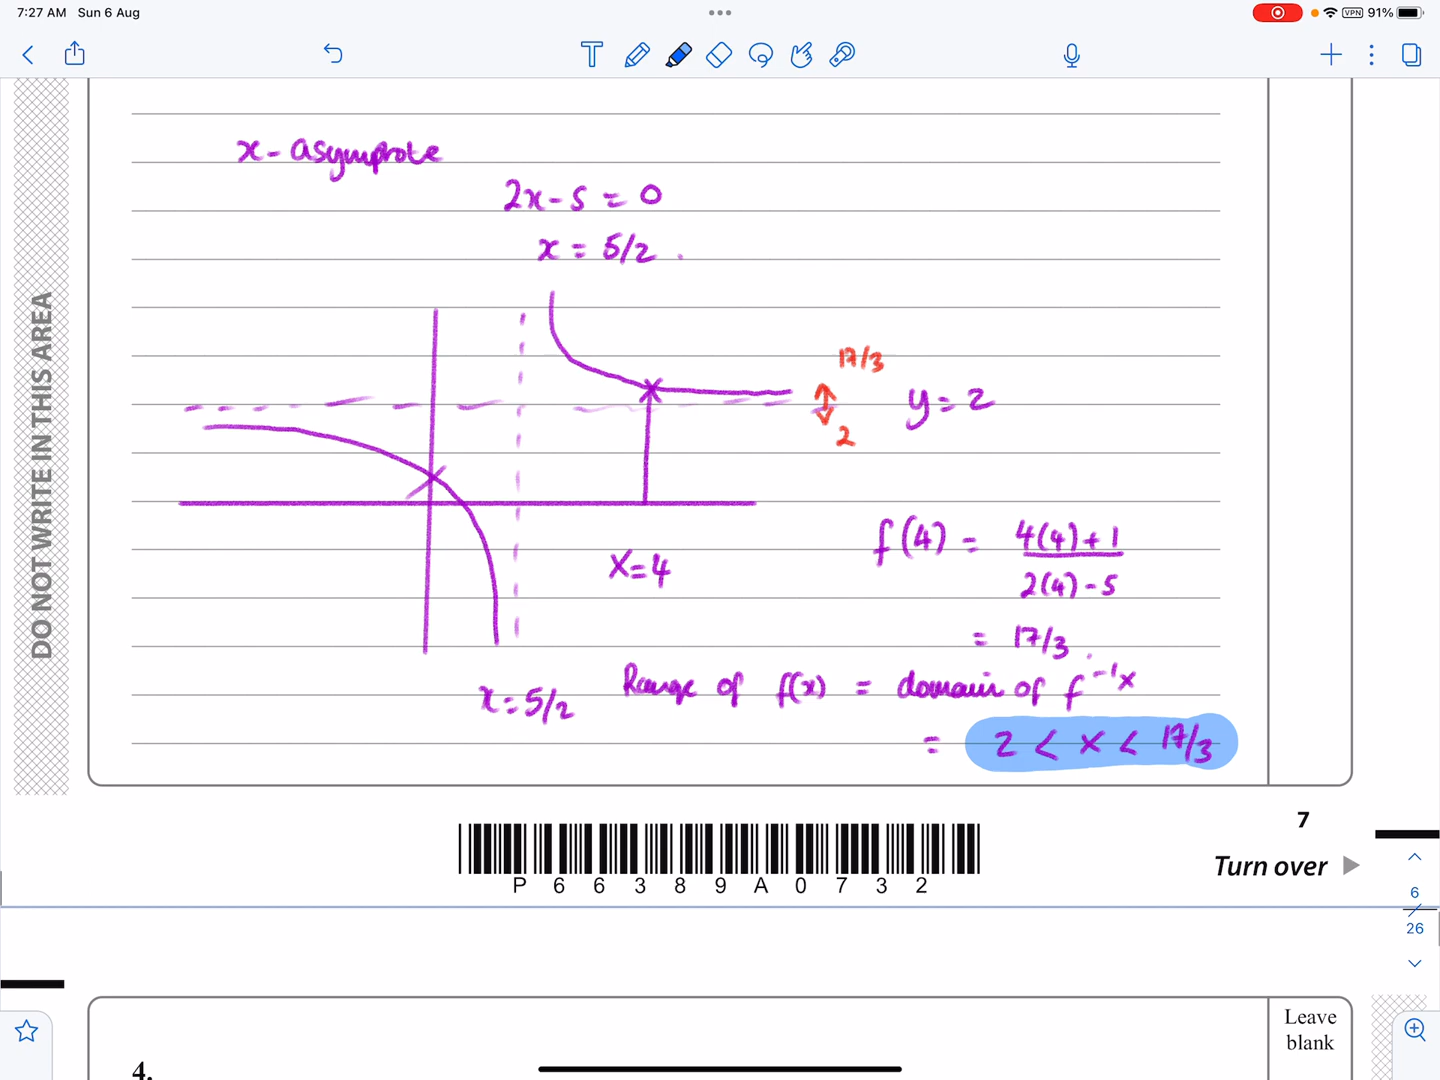 7:27 AM Sun 6 Aug
VPN 91%
DO NOT WRITE IN THIS AREA
x - asymptote
2x - 5 = 0
x = 5/2 .
17/3
y = 2
2
f(4) = 4(4)+1
2(4)-5
X=4
= 17/3 .
x = 5/2
Range of f(x) = domain of f⁻¹x
= 2 < x < 17/3
7
Turn over
P 6 6 3 8 9 A 0 7 3 2
6
26
Leave
blank
4.